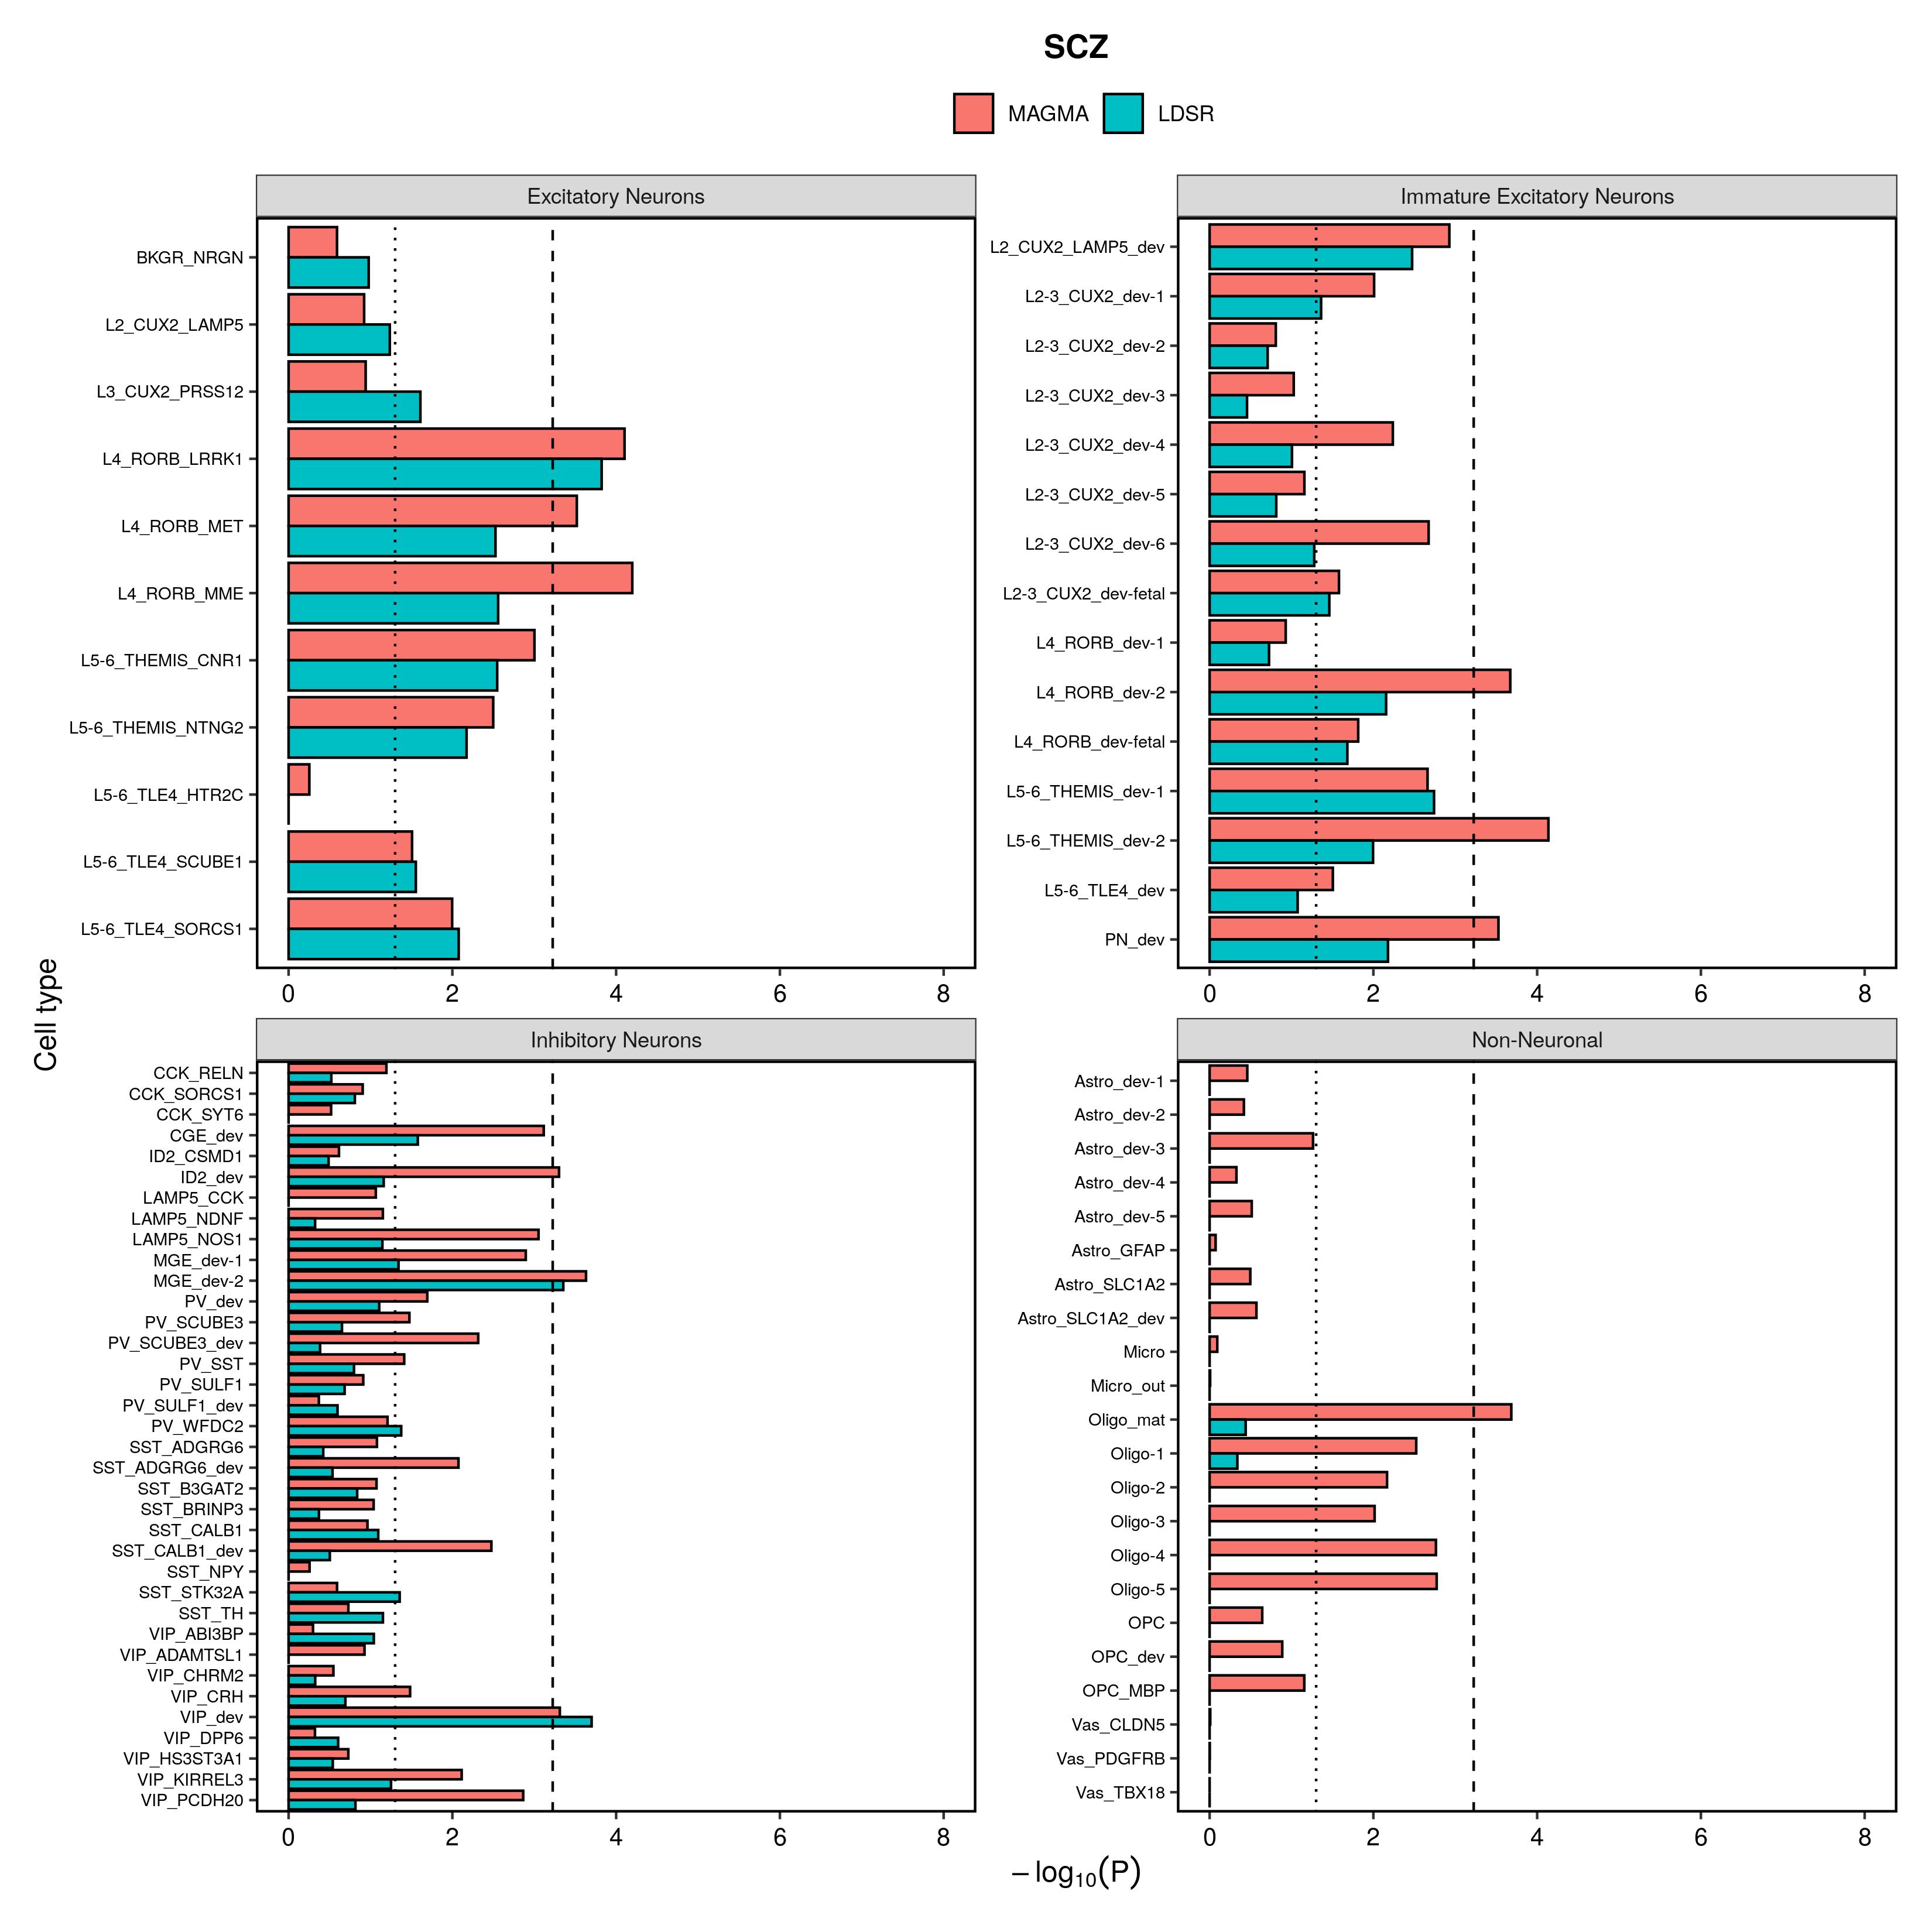 SCZ
MAGMA LDSR
Excitatory Neurons
BKGR_NRGN
L2_CUX2_LAMP5
L3_CUX2_PRSS12
L4_RORB_LRRK1
L4_RORB_MET
L4_RORB_MME
L5-6_THEMIS_CNR1
L5-6_THEMIS_NTNG2
L5-6_TLE4_HTR2C
L5-6_TLE4_SCUBE1
L5-6_TLE4_SORCS1
0 2 4 6 8
Immature Excitatory Neurons
L2_CUX2_LAMP5_dev
L2-3_CUX2_dev-1
L2-3_CUX2_dev-2
L2-3_CUX2_dev-3
L2-3_CUX2_dev-4
L2-3_CUX2_dev-5
L2-3_CUX2_dev-6
L2-3_CUX2_dev-fetal
L4_RORB_dev-1
L4_RORB_dev-2
L4_RORB_dev-fetal
L5-6_THEMIS_dev-1
L5-6_THEMIS_dev-2
L5-6_TLE4_dev
PN_dev
0 2 4 6 8
Cell type
Inhibitory Neurons
CCK_RELN
CCK_SORCS1
CCK_SYT6
CGE_dev
ID2_CSMD1
ID2_dev
LAMP5_CCK
LAMP5_NDNF
LAMP5_NOS1
MGE_dev-1
MGE_dev-2
PV_dev
PV_SCUBE3
PV_SCUBE3_dev
PV_SST
PV_SULF1
PV_SULF1_dev
PV_WFDC2
SST_ADGRG6
SST_ADGRG6_dev
SST_B3GAT2
SST_BRINP3
SST_CALB1
SST_CALB1_dev
SST_NPY
SST_STK32A
SST_TH
VIP_ABI3BP
VIP_ADAMTSL1
VIP_CHRM2
VIP_CRH
VIP_dev
VIP_DPP6
VIP_HS3ST3A1
VIP_KIRREL3
VIP_PCDH20
0 2 4 6 8
Non-Neuronal
Astro_dev-1
Astro_dev-2
Astro_dev-3
Astro_dev-4
Astro_dev-5
Astro_GFAP
Astro_SLC1A2
Astro_SLC1A2_dev
Micro
Micro_out
Oligo_mat
Oligo-1
Oligo-2
Oligo-3
Oligo-4
Oligo-5
OPC
OPC_dev
OPC_MBP
Vas_CLDN5
Vas_PDGFRB
Vas_TBX18
0 2 4 6 8
−log₁₀(P)